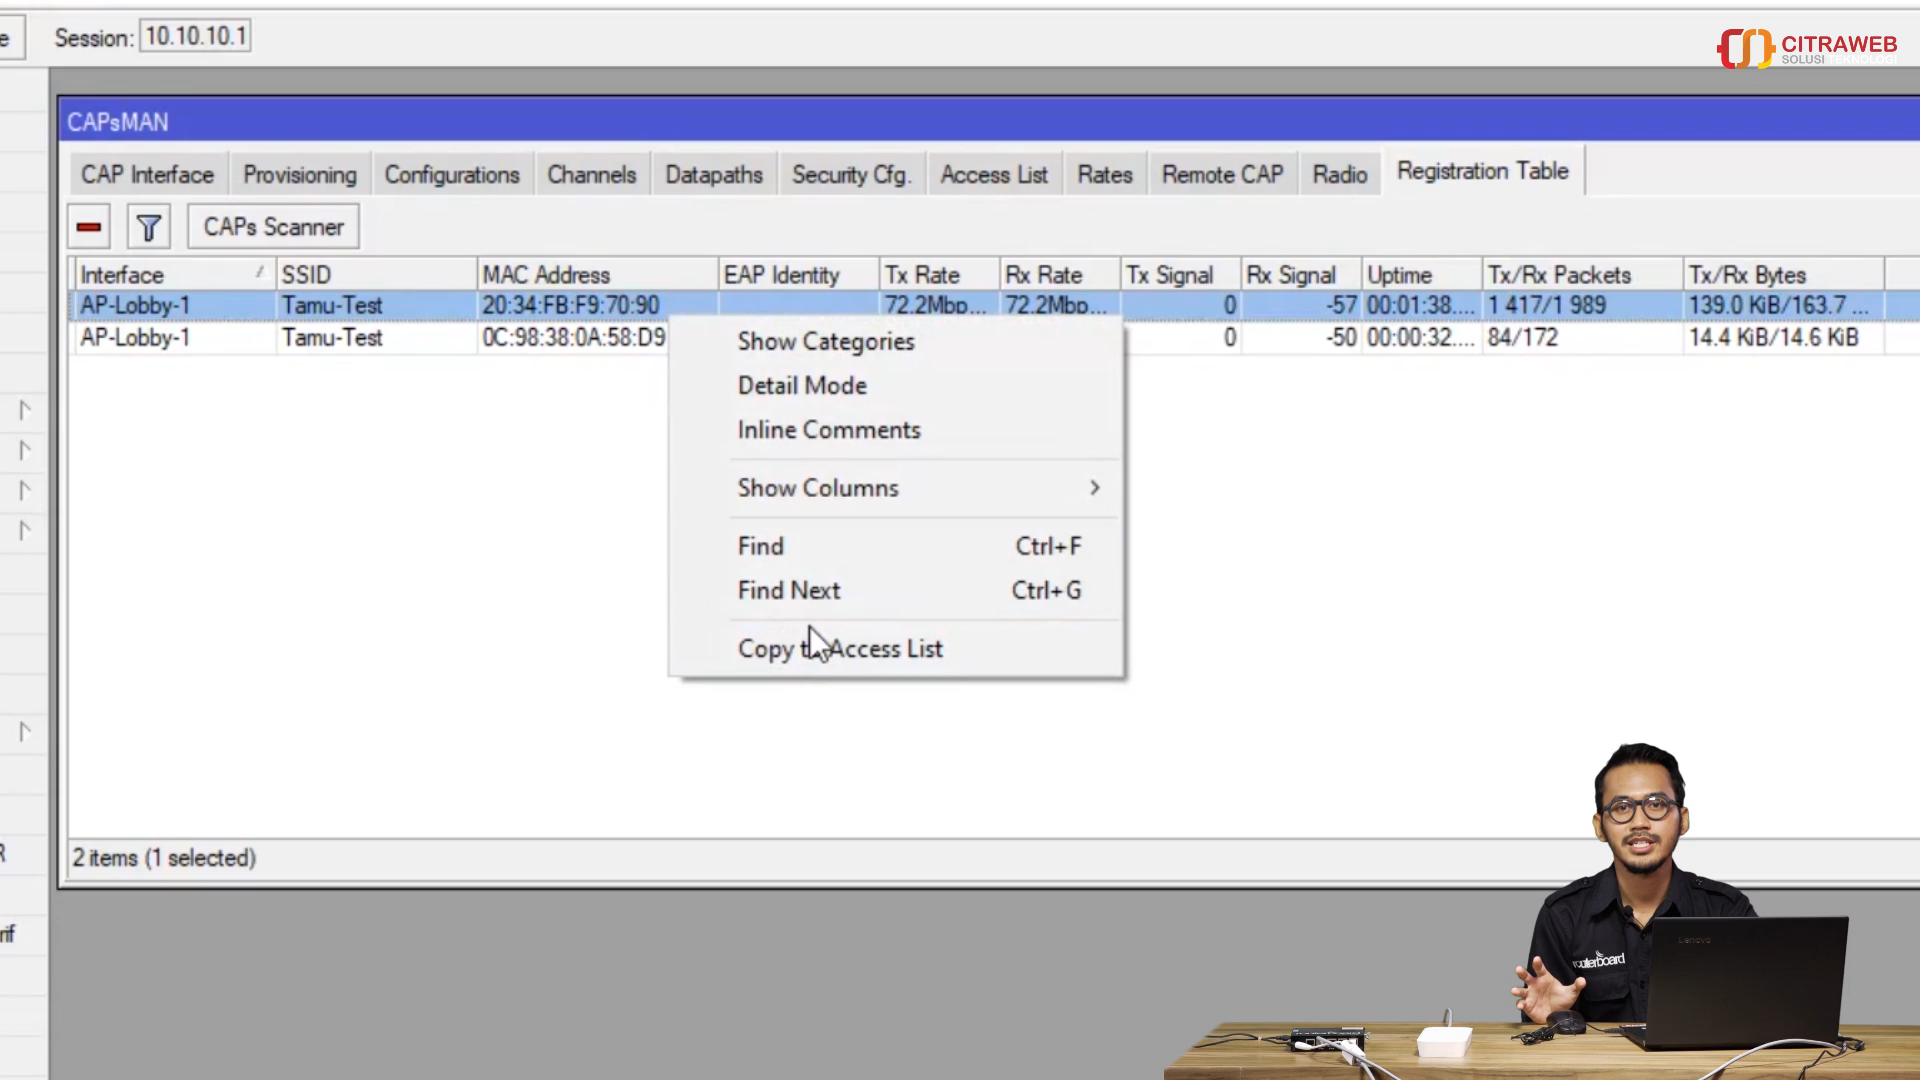 e
Session: 10.10.10.1
CITRAWEB
SOLUSI TEKNOLOGI
CAPsMAN
CAP Interface Provisioning Configurations Channels Datapaths Security Cfg. Access List Rates Remote CAP Radio Registration Table
CAPs Scanner
Interface SSID MAC Address EAP Identity Tx Rate Rx Rate Tx Signal Rx Signal Uptime Tx/Rx Packets Tx/Rx Bytes
AP-Lobby-1 Tamu-Test 20:34:FB:F9:70:90 72.2Mbp... 72.2Mbp... 0 -57 00:01:38.... 1 417/1 989 139.0 KiB/163.7 ...
AP-Lobby-1 Tamu-Test 0C:98:38:0A:58:D9 0 -50 00:00:32.... 84/172 14.4 KiB/14.6 KiB
Show Categories
Detail Mode
Inline Comments
Show Columns
Find Ctrl+F
Find Next Ctrl+G
Copy to Access List
2 items (1 selected)
R
rif
Lenovo
routerboard